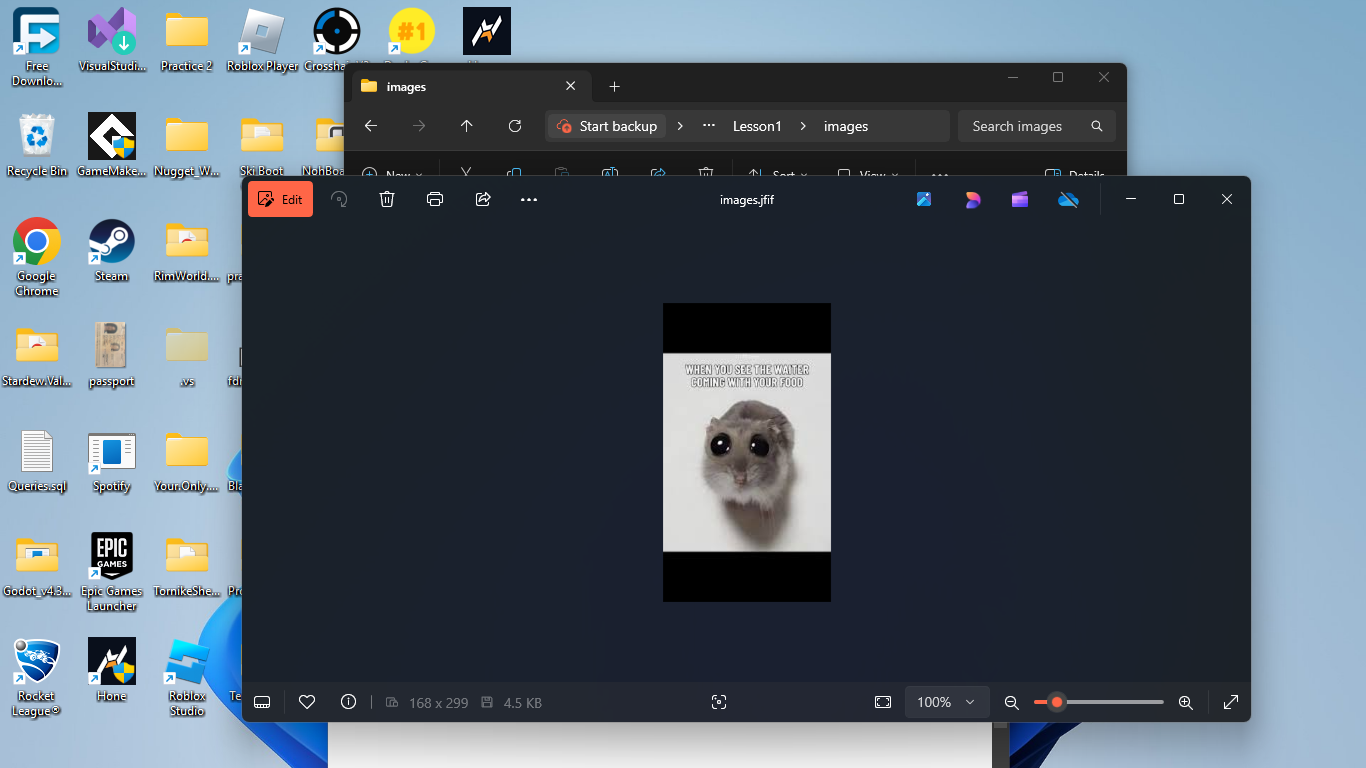 Free
Downlo...
VisualStudi...
Practice 2
Roblox Player
#1
images
Start backup
Lesson1
images
Search images
Recycle Bin
GameMake...
Nugget_W...
Ski Boot
NohBoa
New
Sort
View
Details
Edit
images.jfif
Google
Chrome
Steam
RimWorld....
pra
WHEN YOU SEE THE WAITER
COMING WITH YOUR FOOD
Stardew.Val...
passport
.vs
Queries.sql
Spotify
Your.Only....
Bla
Godot_v4.3...
EPIC
GAMES
Epic Games
Launcher
TornikeShe...
Pro
Rocket
League®
Hone
Roblox
Studio
Te
168 x 299
4.5 KB
100%